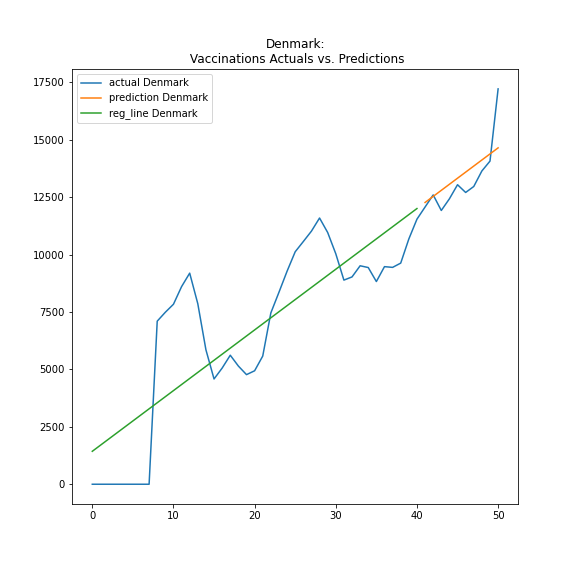 Denmark:
Vaccinations Actuals vs. Predictions
actual Denmark
prediction Denmark
reg_line Denmark
17500
15000
12500
10000
7500
5000
2500
0
0 10 20 30 40 50